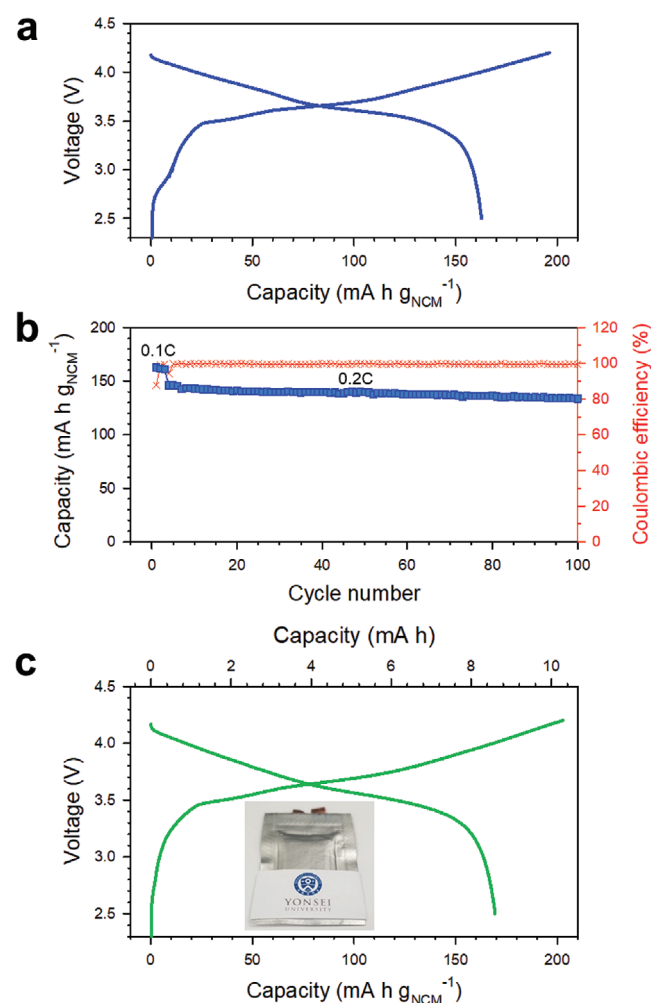 a
4.5
4.0
3.5
3.0
2.5
Voltage (V)
0 50 100 150 200
Capacity (mA h gNCM⁻¹)
b
200
150
100
50
0
Capacity (mA h gNCM⁻¹)
0.1C
0.2C
120
100
80
60
40
20
0
Coulombic efficiency (%)
0 20 40 60 80 100
Cycle number
Capacity (mA h)
c
0 2 4 6 8 10
4.5
4.0
3.5
3.0
2.5
Voltage (V)
YONSEI
UNIVERSITY
0 50 100 150 200
Capacity (mA h gNCM⁻¹)